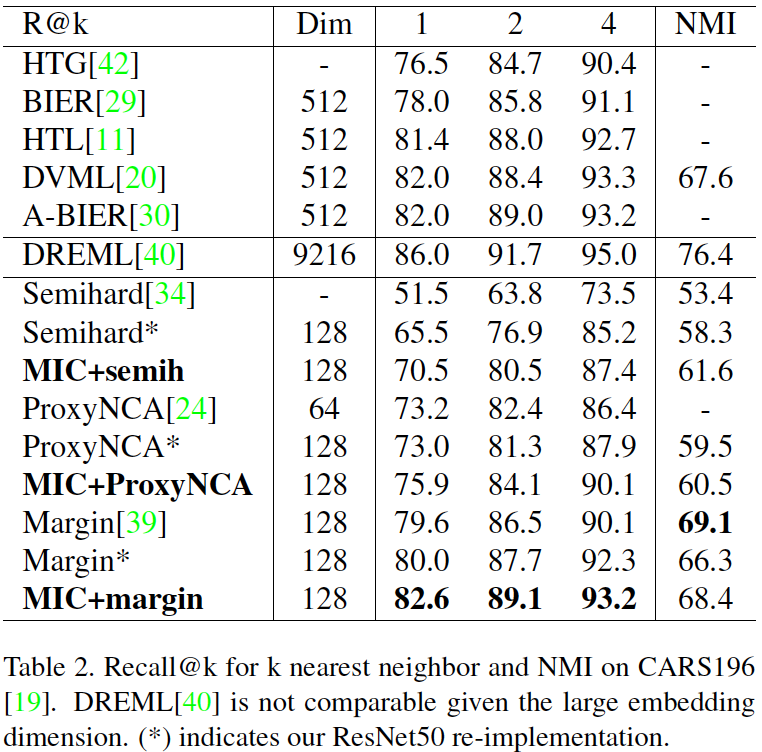 R@k Dim 1 2 4 NMI
HTG[42] - 76.5 84.7 90.4 -
BIER[29] 512 78.0 85.8 91.1 -
HTL[11] 512 81.4 88.0 92.7 -
DVML[20] 512 82.0 88.4 93.3 67.6
A-BIER[30] 512 82.0 89.0 93.2 -
DREML[40] 9216 86.0 91.7 95.0 76.4
Semihard[34] - 51.5 63.8 73.5 53.4
Semihard* 128 65.5 76.9 85.2 58.3
MIC+semih 128 70.5 80.5 87.4 61.6
ProxyNCA[24] 64 73.2 82.4 86.4 -
ProxyNCA* 128 73.0 81.3 87.9 59.5
MIC+ProxyNCA 128 75.9 84.1 90.1 60.5
Margin[39] 128 79.6 86.5 90.1 69.1
Margin* 128 80.0 87.7 92.3 66.3
MIC+margin 128 82.6 89.1 93.2 68.4
Table 2. Recall@k for k nearest neighbor and NMI on CARS196
[19]. DREML[40] is not comparable given the large embedding
dimension. (*) indicates our ResNet50 re-implementation.